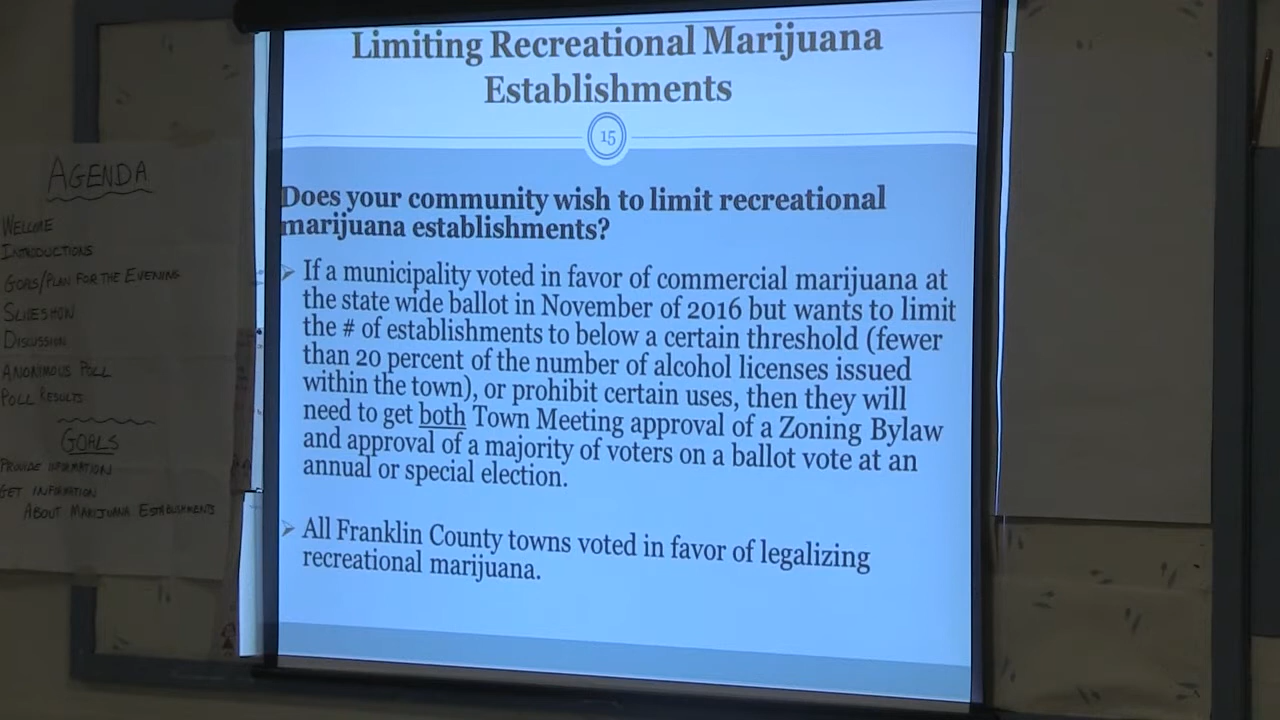 AGENDA
WELCOME
INTRODUCTIONS
GOALS/PLAN FOR THE EVENING
SLIDESHOW
DISCUSSION
ANONIMOUS POLL
POLL RESULTS
GOALS
PROVIDE INFORMATION
GET INFORMATION
ABOUT MARIJUANA ESTABLISHMENTS
Limiting Recreational Marijuana
Establishments
15
Does your community wish to limit recreational
marijuana establishments?
If a municipality voted in favor of commercial marijuana at
the state wide ballot in November of 2016 but wants to limit
the # of establishments to below a certain threshold (fewer
than 20 percent of the number of alcohol licenses issued
within the town), or prohibit certain uses, then they will
need to get both Town Meeting approval of a Zoning Bylaw
and approval of a majority of voters on a ballot vote at an
annual or special election.
All Franklin County towns voted in favor of legalizing
recreational marijuana.